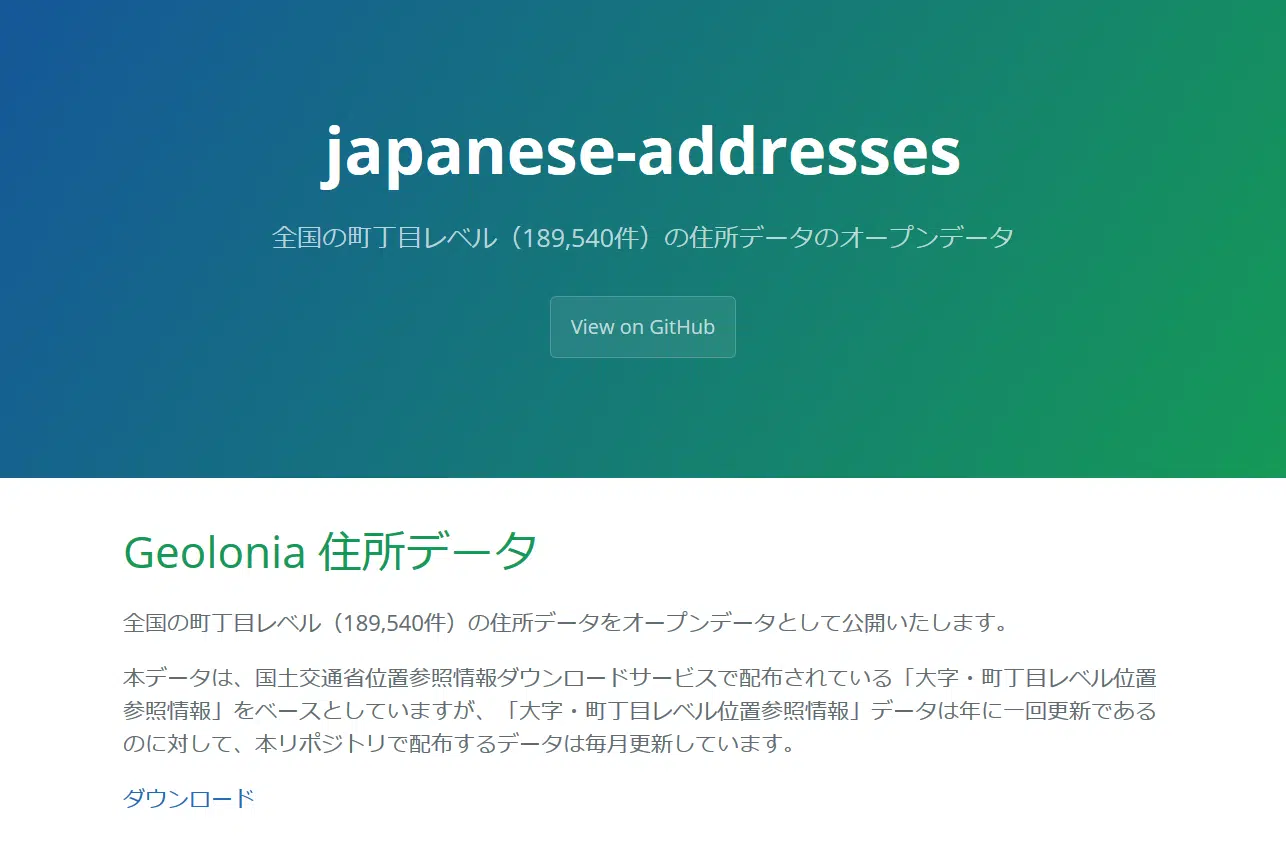 japanese-addresses
全国の町丁目レベル（189,540件）の住所データのオープンデータ
View on GitHub
Geolonia 住所データ
全国の町丁目レベル（189,540件）の住所データをオープンデータとして公開いたします。
本データは、国土交通省位置参照情報ダウンロードサービスで配布されている「大字・町丁目レベル位置
参照情報」をベースとしていますが、「大字・町丁目レベル位置参照情報」データは年に一回更新である
のに対して、本リポジトリで配布するデータは毎月更新しています。
ダウンロード